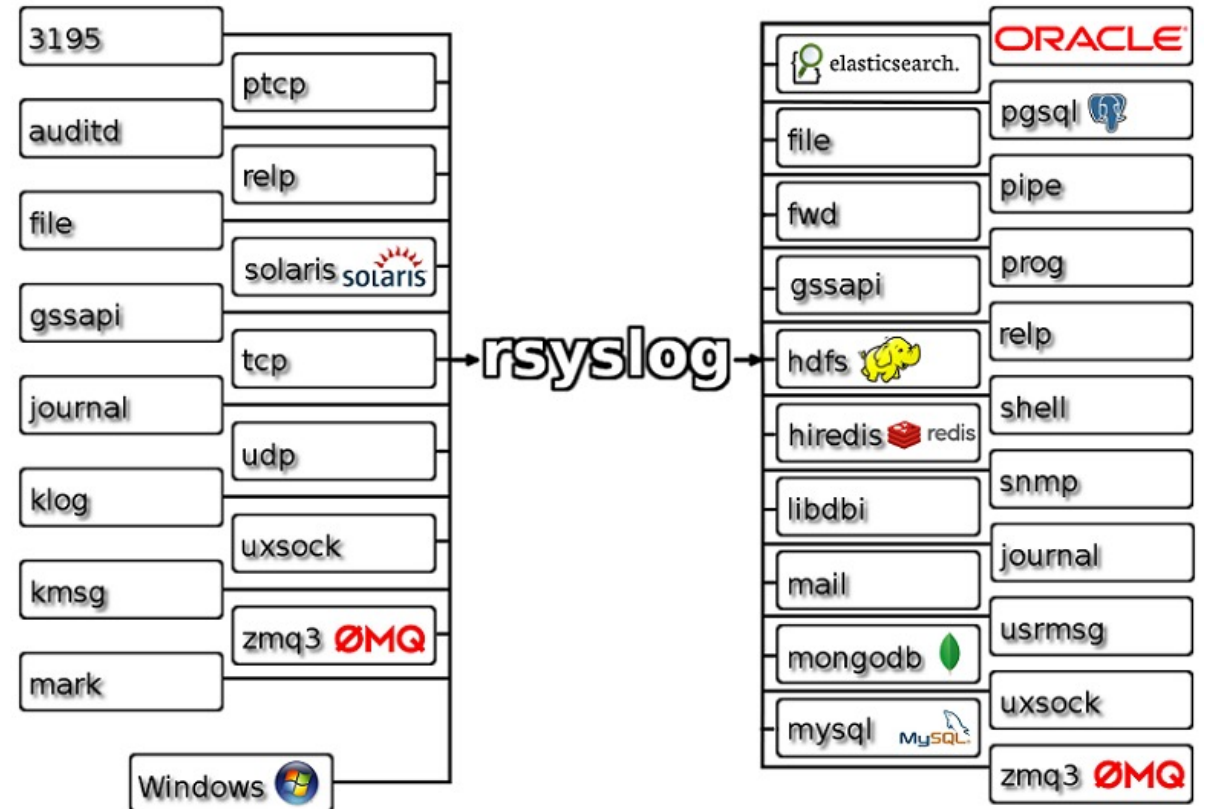 3195
ptcp
auditd
relp
file
solaris solaris
gssapi
tcp
journal
udp
klog
uxsock
kmsg
zmq3 ØMQ
mark
Windows
rsyslog
ORACLE
elasticsearch.
pgsql
file
pipe
fwd
prog
gssapi
relp
hdfs
shell
hiredis redis
snmp
libdbi
journal
mail
usrmsg
mongodb
uxsock
mysql MySQL
zmq3 ØMQ